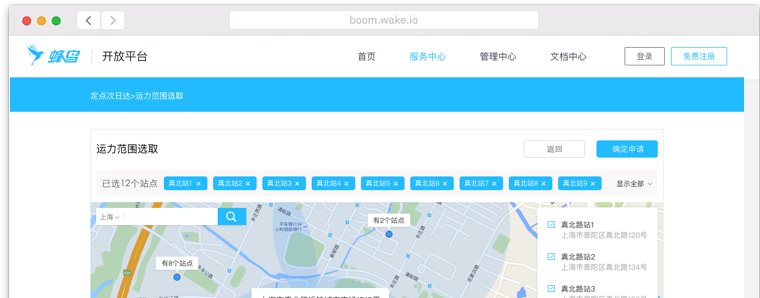 boom.wake.io
蜂鸟 开放平台 首页 服务中心 管理中心 文档中心 登录 免费注册
定点次日达>运力范围选取
运力范围选取 返回 确定申请
已选12个站点 真北站1 × 真北站2 × 真北站3 × 真北站4 × 真北站5 × 真北站6 × 真北站7 × 真北站8 × 真北站9 × 显示全部
上海
有2个站点
有8个站点
真北路站1
上海市普陀区真北路120号
真北路站2
上海市普陀区真北路134号
真北路站3